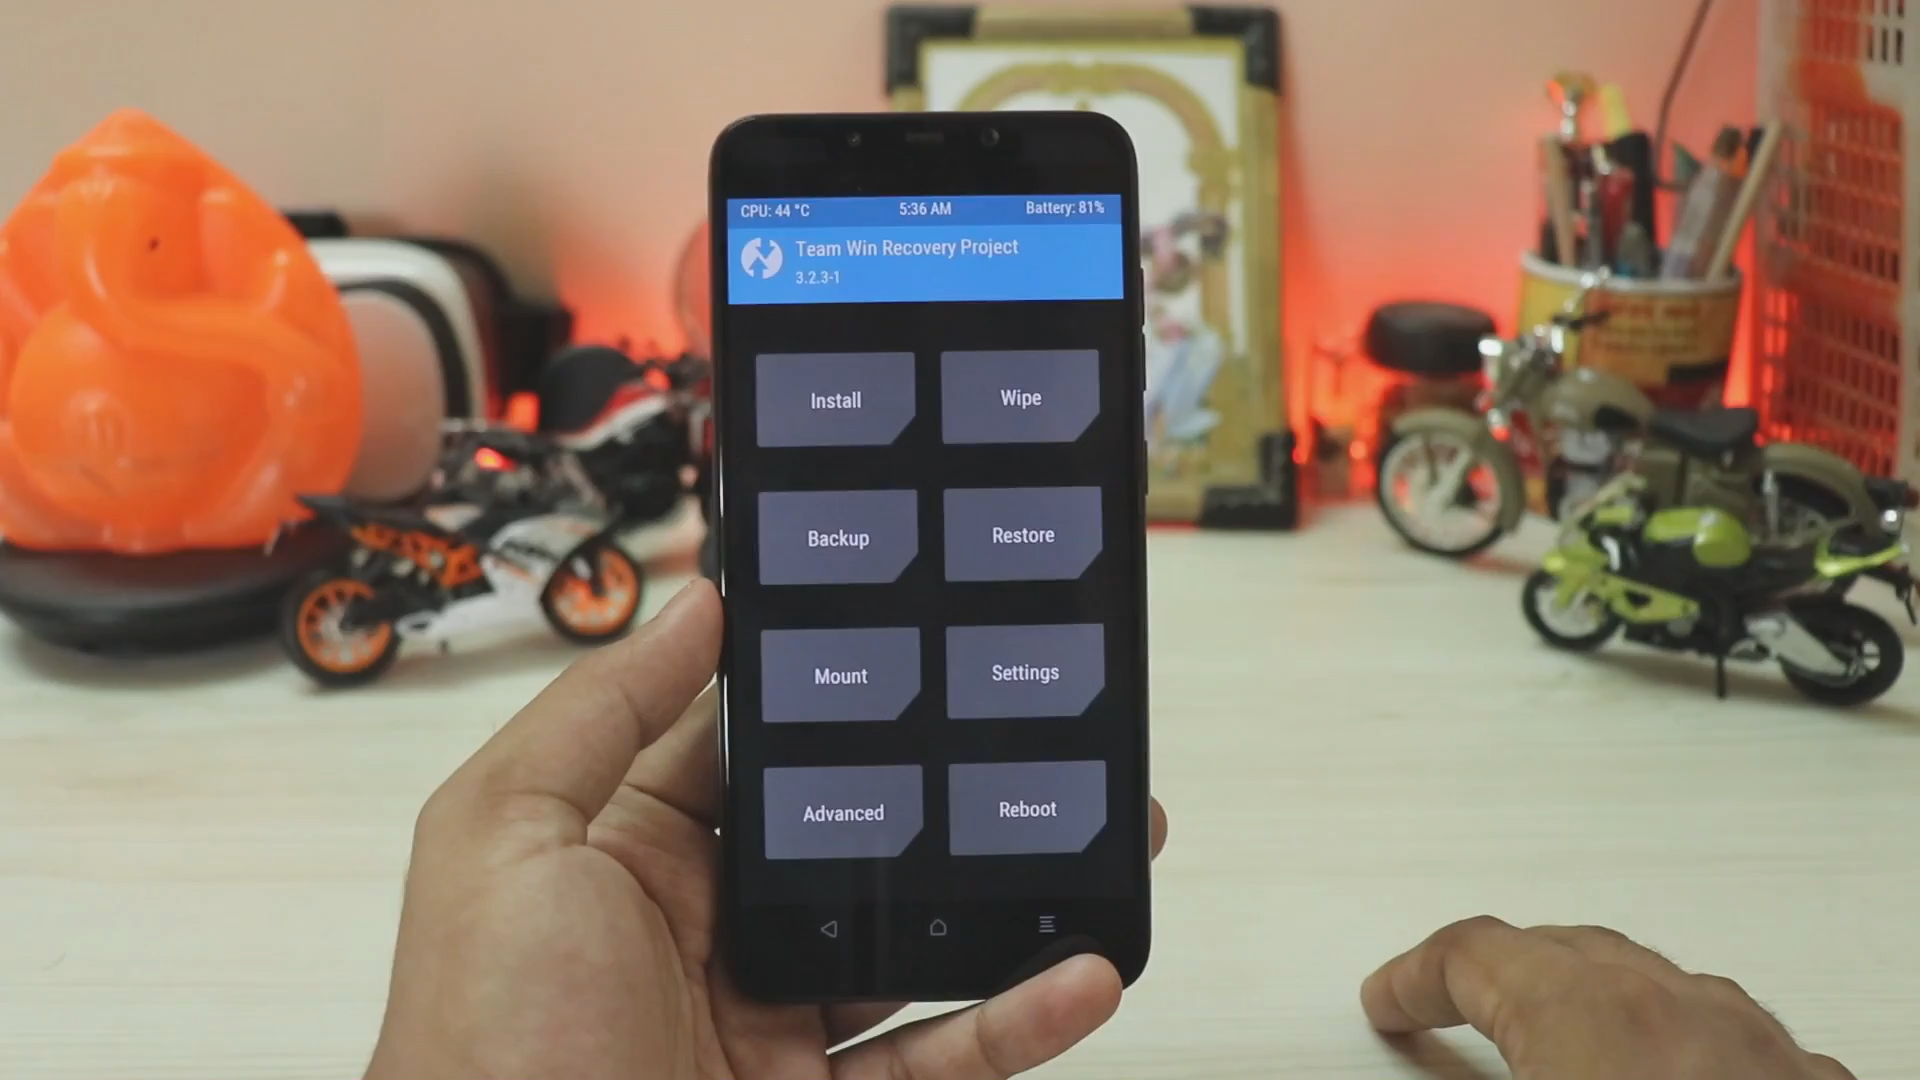 CPU: 44 °C 5:36 AM Battery: 81%
Team Win Recovery Project
3.2.3-1
Install Wipe
Backup Restore
Mount Settings
Advanced Reboot